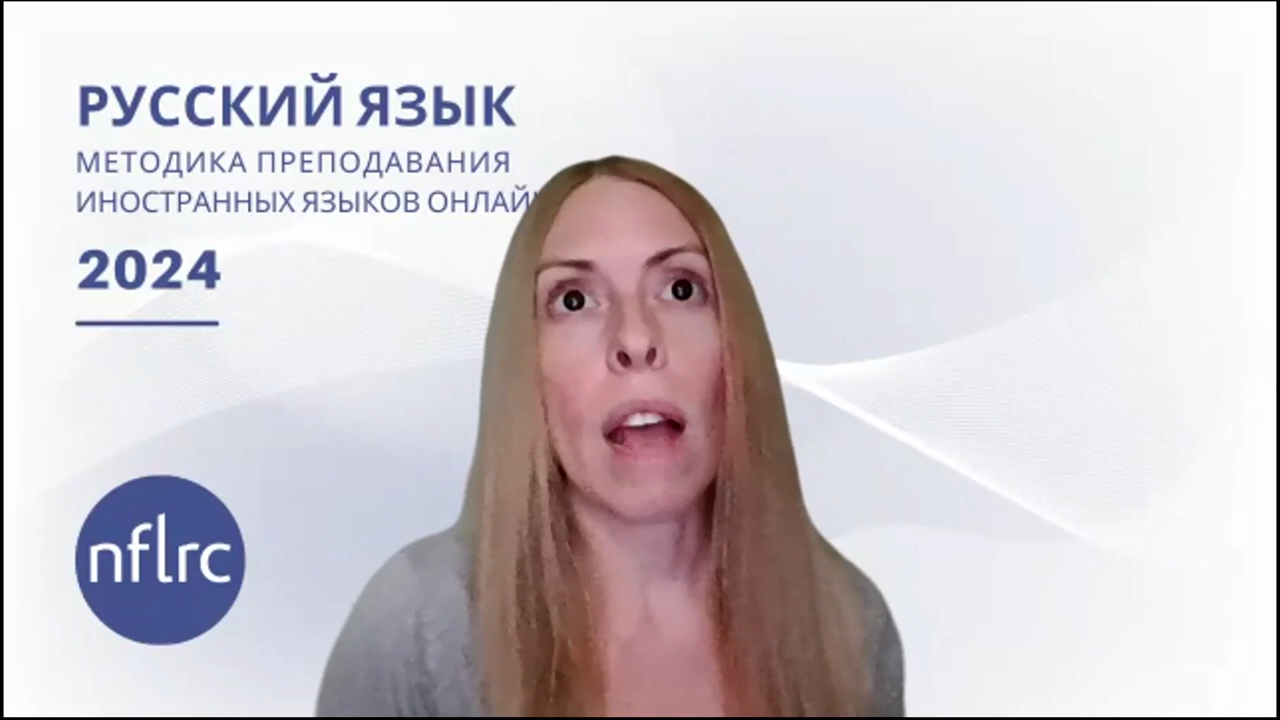 РУССКИЙ ЯЗЫК
МЕТОДИКА ПРЕПОДАВАНИЯ
ИНОСТРАННЫХ ЯЗЫКОВ
2024
nflrc